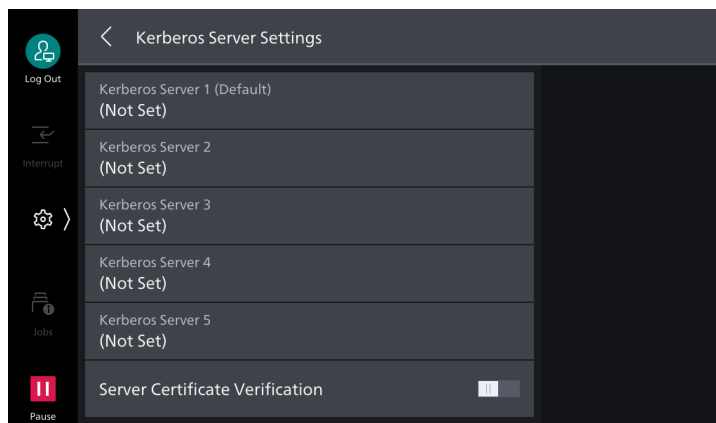 Kerberos Server Settings
Log Out
Kerberos Server 1 (Default)
(Not Set)
Kerberos Server 2
(Not Set)
Interrupt
Kerberos Server 3
(Not Set)
Kerberos Server 4
(Not Set)
Kerberos Server 5
(Not Set)
Jobs
Server Certificate Verification
Pause